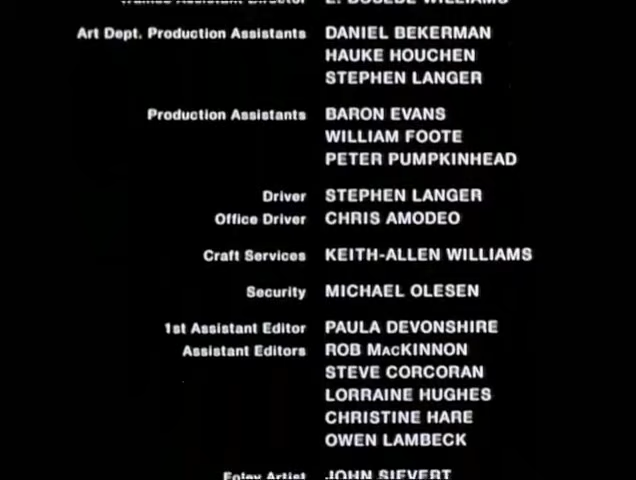 Art Dept. Production Assistants DANIEL BEKERMAN
HAUKE HOUCHEN
STEPHEN LANGER
Production Assistants BARON EVANS
WILLIAM FOOTE
PETER PUMPKINHEAD
Driver STEPHEN LANGER
Office Driver CHRIS AMODEO
Craft Services KEITH-ALLEN WILLIAMS
Security MICHAEL OLESEN
1st Assistant Editor PAULA DEVONSHIRE
Assistant Editors ROB MACKINNON
STEVE CORCORAN
LORRAINE HUGHES
CHRISTINE HARE
OWEN LAMBECK
Foley Artist JOHN SIEVERT